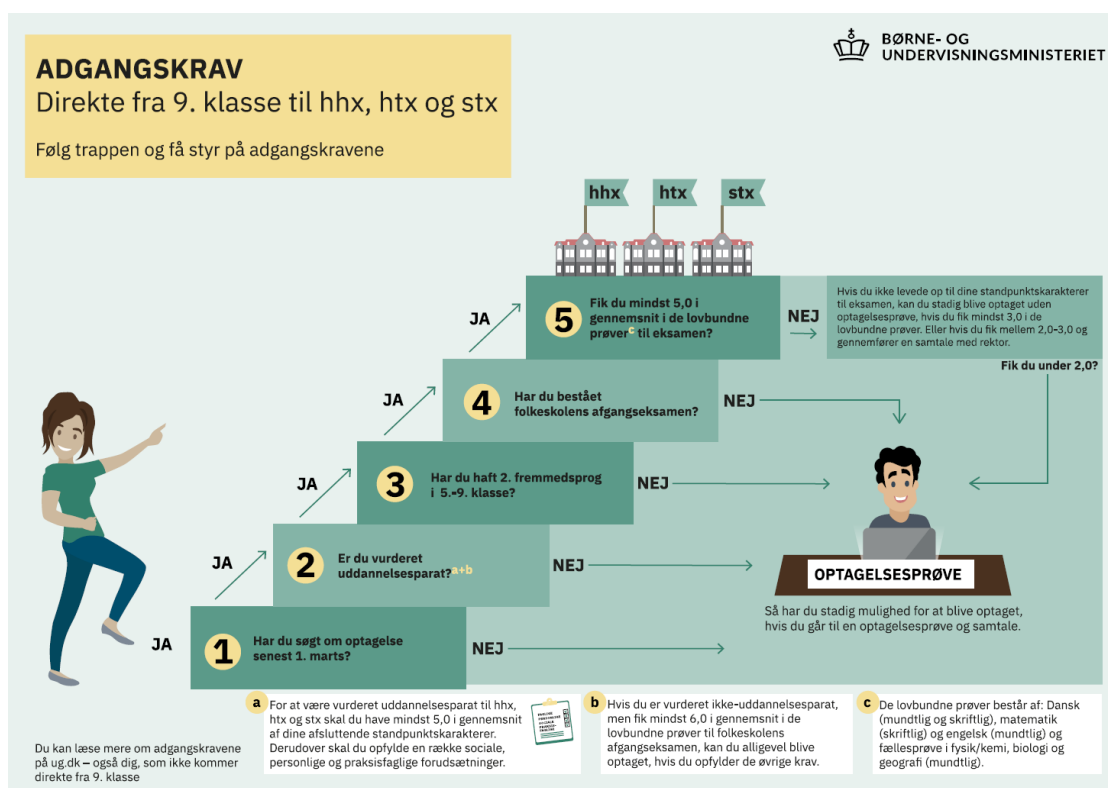 BØRNE- OG
UNDERVISNINGSMINISTERIET
ADGANGSKRAV
Direkte fra 9. klasse til hhx, htx og stx
Følg trappen og få styr på adgangskravene
hhx
htx
stx
JA
5
Fik du mindst 5,0 i
gennemsnit i de lovbundne
prøver c til eksamen?
NEJ
Hvis du ikke levede op til dine standpunktskarakterer
til eksamen, kan du stadig blive optaget uden
optagelsesprøve, hvis du fik mindst 3,0 i de
lovbundne prøver. Eller hvis du fik mellem 2,0-3,0 og
gennemfører en samtale med rektor.
Fik du under 2,0?
JA
4
Har du bestået
folkeskolens afgangseksamen?
NEJ
JA
3
Har du haft 2. fremmedsprog
i 5.-9. klasse?
NEJ
JA
2
Er du vurderet
uddannelsesparat? a+b
NEJ
OPTAGELSESPRØVE
Så har du stadig mulighed for at blive optaget,
hvis du går til en optagelsesprøve og samtale.
JA
1
Har du søgt om optagelse
senest 1. marts?
NEJ
Du kan læse mere om adgangskravene
på ug.dk – også dig, som ikke kommer
direkte fra 9. klasse
a
For at være vurderet uddannelsesparat til hhx,
htx og stx skal du have mindst 5,0 i gennemsnit
af dine afsluttende standpunktskarakterer.
Derudover skal du opfylde en række sociale,
personlige og praksisfaglige forudsætninger.
b
Hvis du er vurderet ikke-uddannelsesparat,
men fik mindst 6,0 i gennemsnit i de
lovbundne prøver til folkeskolens
afgangseksamen, kan du alligevel blive
optaget, hvis du opfylder de øvrige krav.
c
De lovbundne prøver består af: Dansk
(mundtlig og skriftlig), matematik
(skriftlig) og engelsk (mundtlig) og
fællesprøve i fysik/kemi, biologi og
geografi (mundtlig).